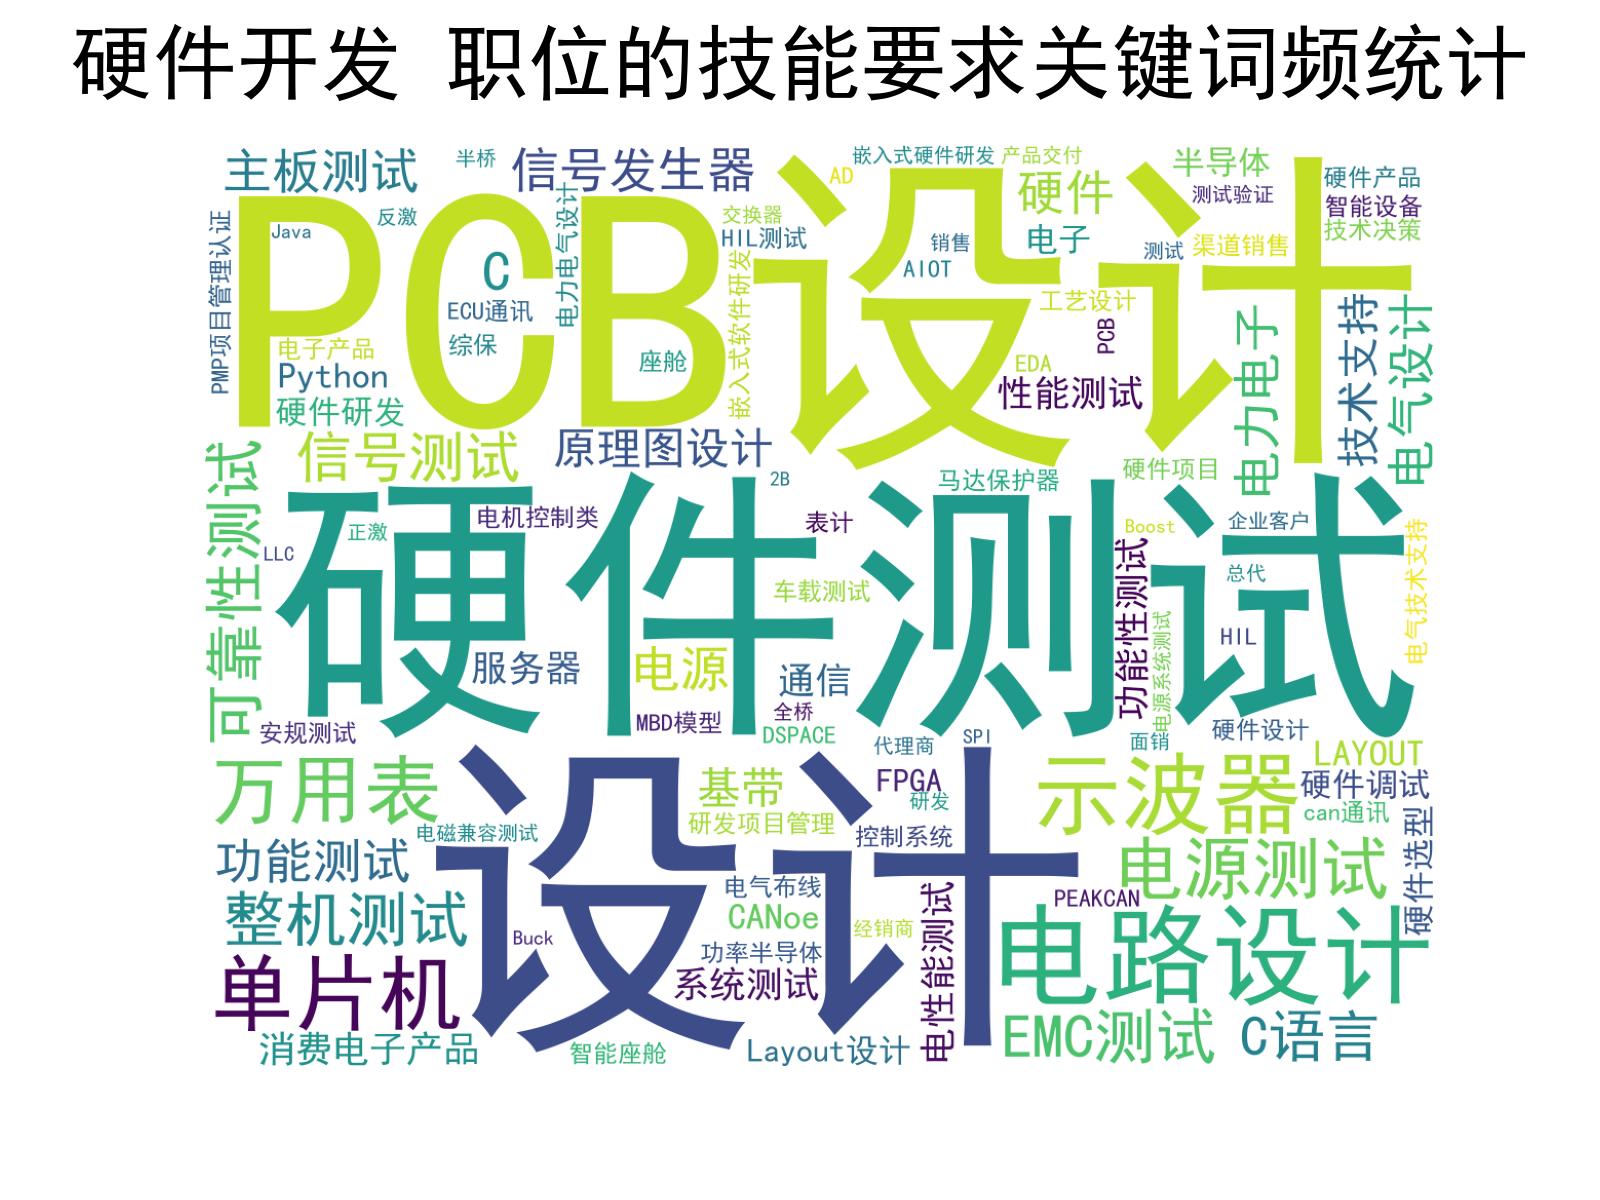 硬件开发 职位的技能要求关键词频统计
主板测试
半桥
信号发生器
嵌入式硬件研发
产品交付
半导体
硬件产品
AD
硬件
测试验证
智能设备
反激
交换器
技术决策
Java
HIL测试
销售
电子
测试
渠道销售
PMP项目管理认证
PCB设计
电力电气设计
C
AIOT
嵌入式软件研发
ECU通讯
工艺设计
综保
电子产品
座舱
PCB
电力电子
技术支持
电气设计
Python
EDA
性能测试
硬件研发
信号测试
原理图设计
马达保护器
硬件项目
2B
可靠性测试
硬件测试
电机控制类
表计
正激
Boost
企业客户
LLC
总代
车载测试
功能性测试
电源系统测试
电气技术支持
HIL
服务器
电源
通信
安规测试
MBD模型
全桥
DSPACE
代理商
SPI
面销
硬件设计
LAYOUT
万用表
设计
基带
FPGA
研发
示波器
硬件调试
can通讯
电磁兼容测试
研发项目管理
控制系统
功能测试
电源测试
硬件选型
电气布线
PEAKCAN
整机测试
CANoe
经销商
电性能测试
电路设计
Buck
功率半导体
单片机
系统测试
EMC测试
C语言
消费电子产品
智能座舱
Layout设计